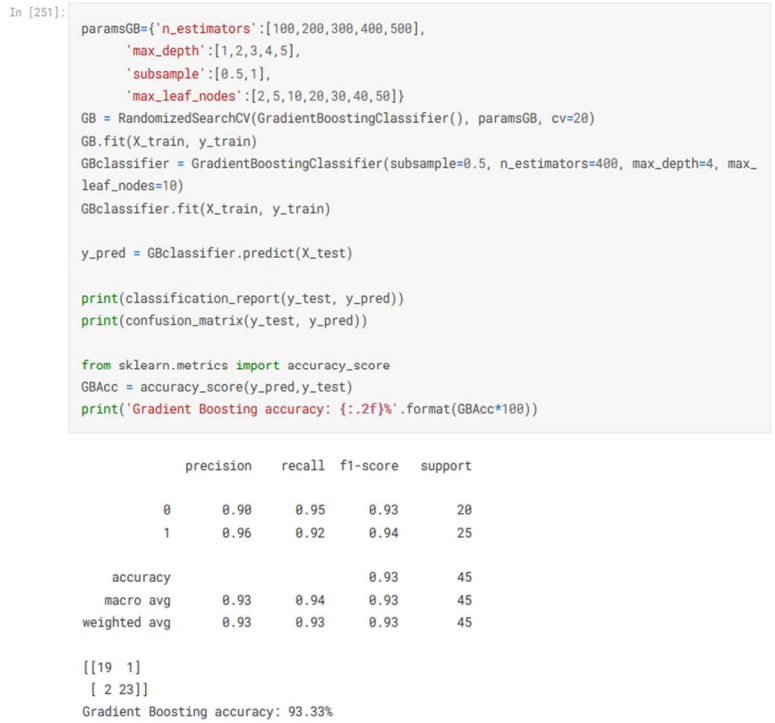 In [251]:
paramsGB={'n_estimators':[100,200,300,400,500],
'max_depth':[1,2,3,4,5],
'subsample':[0.5,1],
'max_leaf_nodes':[2,5,10,20,30,40,50]}
GB = RandomizedSearchCV(GradientBoostingClassifier(), paramsGB, cv=20)
GB.fit(X_train, y_train)
GBclassifier = GradientBoostingClassifier(subsample=0.5, n_estimators=400, max_depth=4, max_
leaf_nodes=10)
GBclassifier.fit(X_train, y_train)
y_pred = GBclassifier.predict(X_test)
print(classification_report(y_test, y_pred))
print(confusion_matrix(y_test, y_pred))
from sklearn.metrics import accuracy_score
GBAcc = accuracy_score(y_pred,y_test)
print('Gradient Boosting accuracy: {:.2f}%'.format(GBAcc*100))
precision recall f1-score support
0 0.90 0.95 0.93 20
1 0.96 0.92 0.94 25
accuracy 0.93 45
macro avg 0.93 0.94 0.93 45
weighted avg 0.93 0.93 0.93 45
[[19 1]
[ 2 23]]
Gradient Boosting accuracy: 93.33%